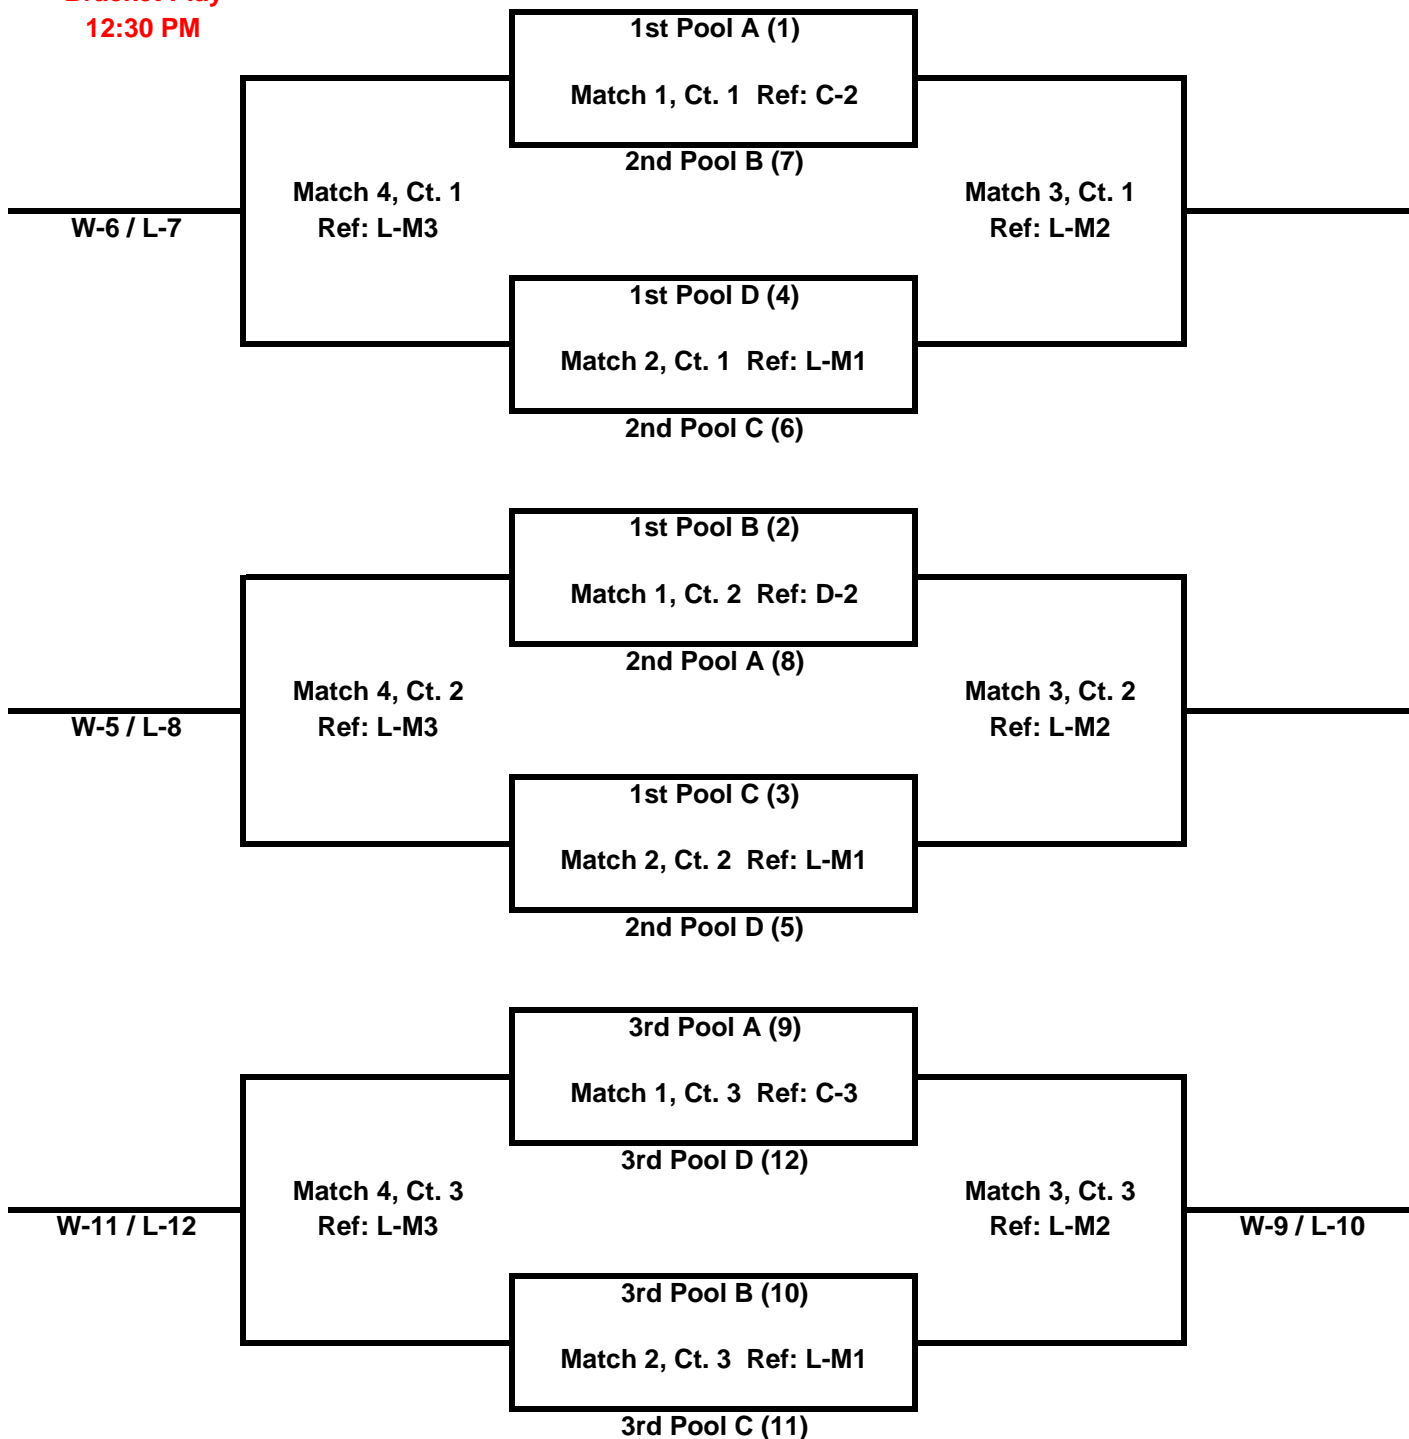 12:30 PM
1st Pool A (1)
Match 1, Ct. 1 Ref: C-2
2nd Pool B (7)
Match 4, Ct. 1
Ref: L-M3
Match 3, Ct. 1
Ref: L-M2
W-6 / L-7
1st Pool D (4)
Match 2, Ct. 1 Ref: L-M1
2nd Pool C (6)
1st Pool B (2)
Match 1, Ct. 2 Ref: D-2
2nd Pool A (8)
Match 4, Ct. 2
Ref: L-M3
Match 3, Ct. 2
Ref: L-M2
W-5 / L-8
1st Pool C (3)
Match 2, Ct. 2 Ref: L-M1
2nd Pool D (5)
3rd Pool A (9)
Match 1, Ct. 3 Ref: C-3
3rd Pool D (12)
Match 4, Ct. 3
Ref: L-M3
Match 3, Ct. 3
Ref: L-M2
W-11 / L-12
W-9 / L-10
3rd Pool B (10)
Match 2, Ct. 3 Ref: L-M1
3rd Pool C (11)